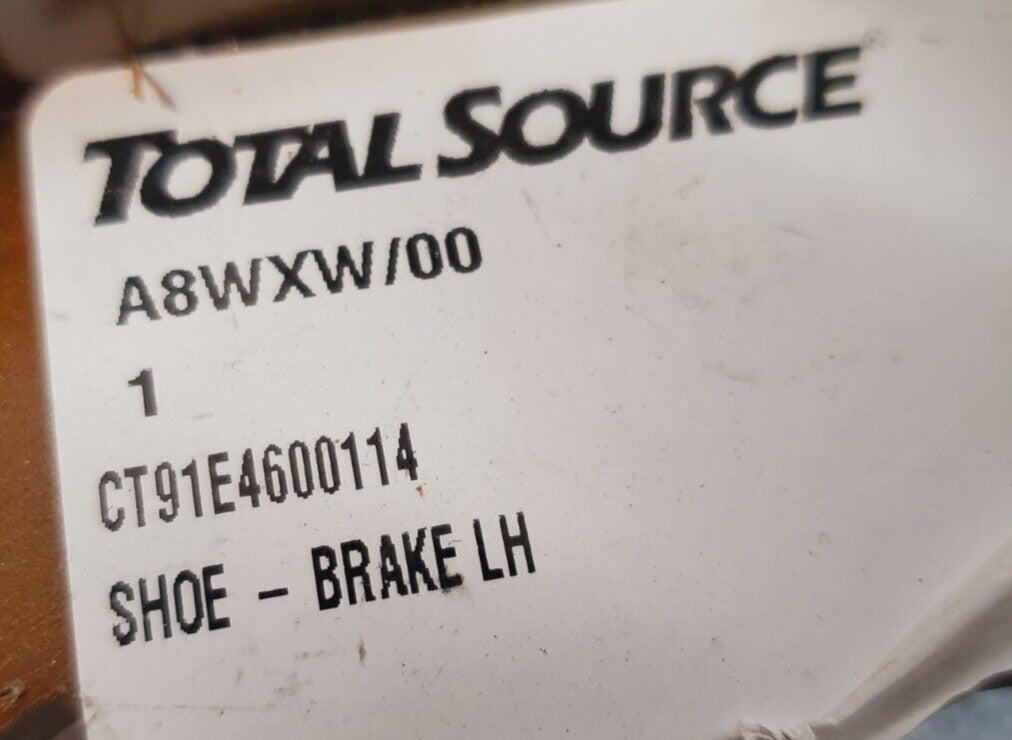 TOTAL SOURCE
A8WXW/00
1
CT91E4600114
SHOE - BRAKE LH